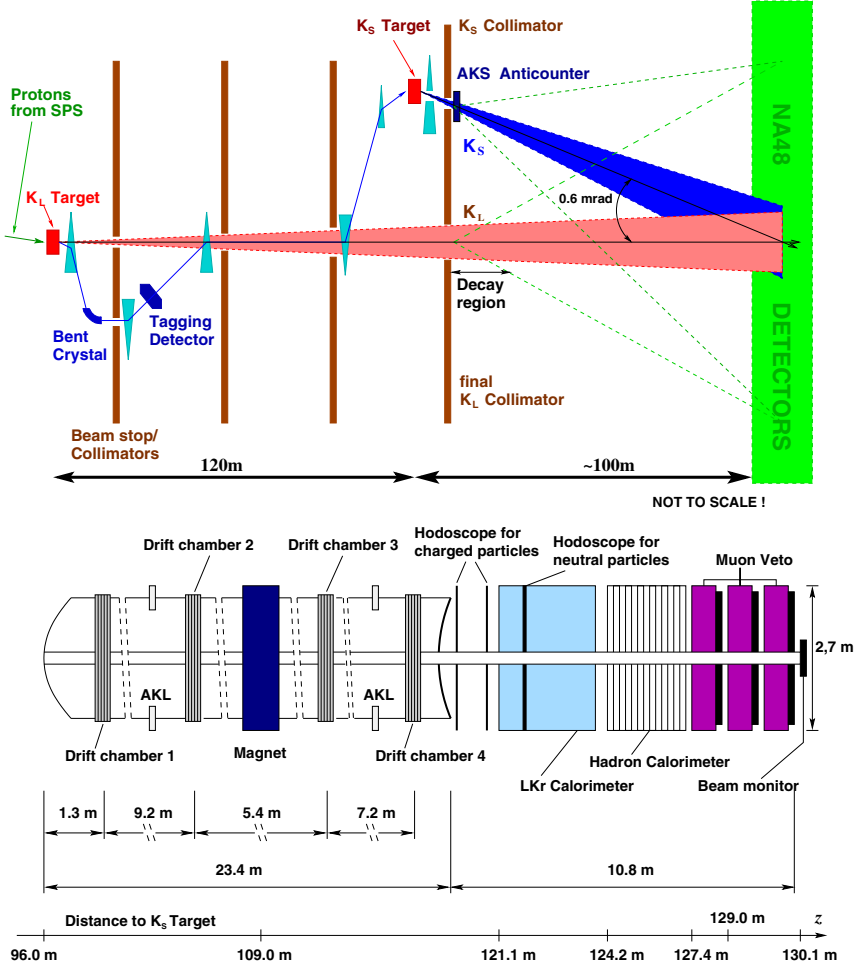 K_S Target
K_S Collimator
AKS Anticounter
Protons
from SPS
K_S
K_L Target
K_L
0.6 mrad
NA48
DETECTORS
Decay
region
Bent
Crystal
Tagging
Detector
final
K_L Collimator
Beam stop/
Collimators
120m
~100m
NOT TO SCALE !
Hodoscope for
charged particles
Hodoscope for
neutral particles
Muon Veto
Drift chamber 2
Drift chamber 3
2,7 m
AKL
AKL
Drift chamber 1
Magnet
Drift chamber 4
Hadron Calorimeter
LKr Calorimeter
Beam monitor
1.3 m
9.2 m
5.4 m
7.2 m
23.4 m
10.8 m
Distance to K_S Target
129.0 m
z
96.0 m
109.0 m
121.1 m
124.2 m
127.4 m
130.1 m